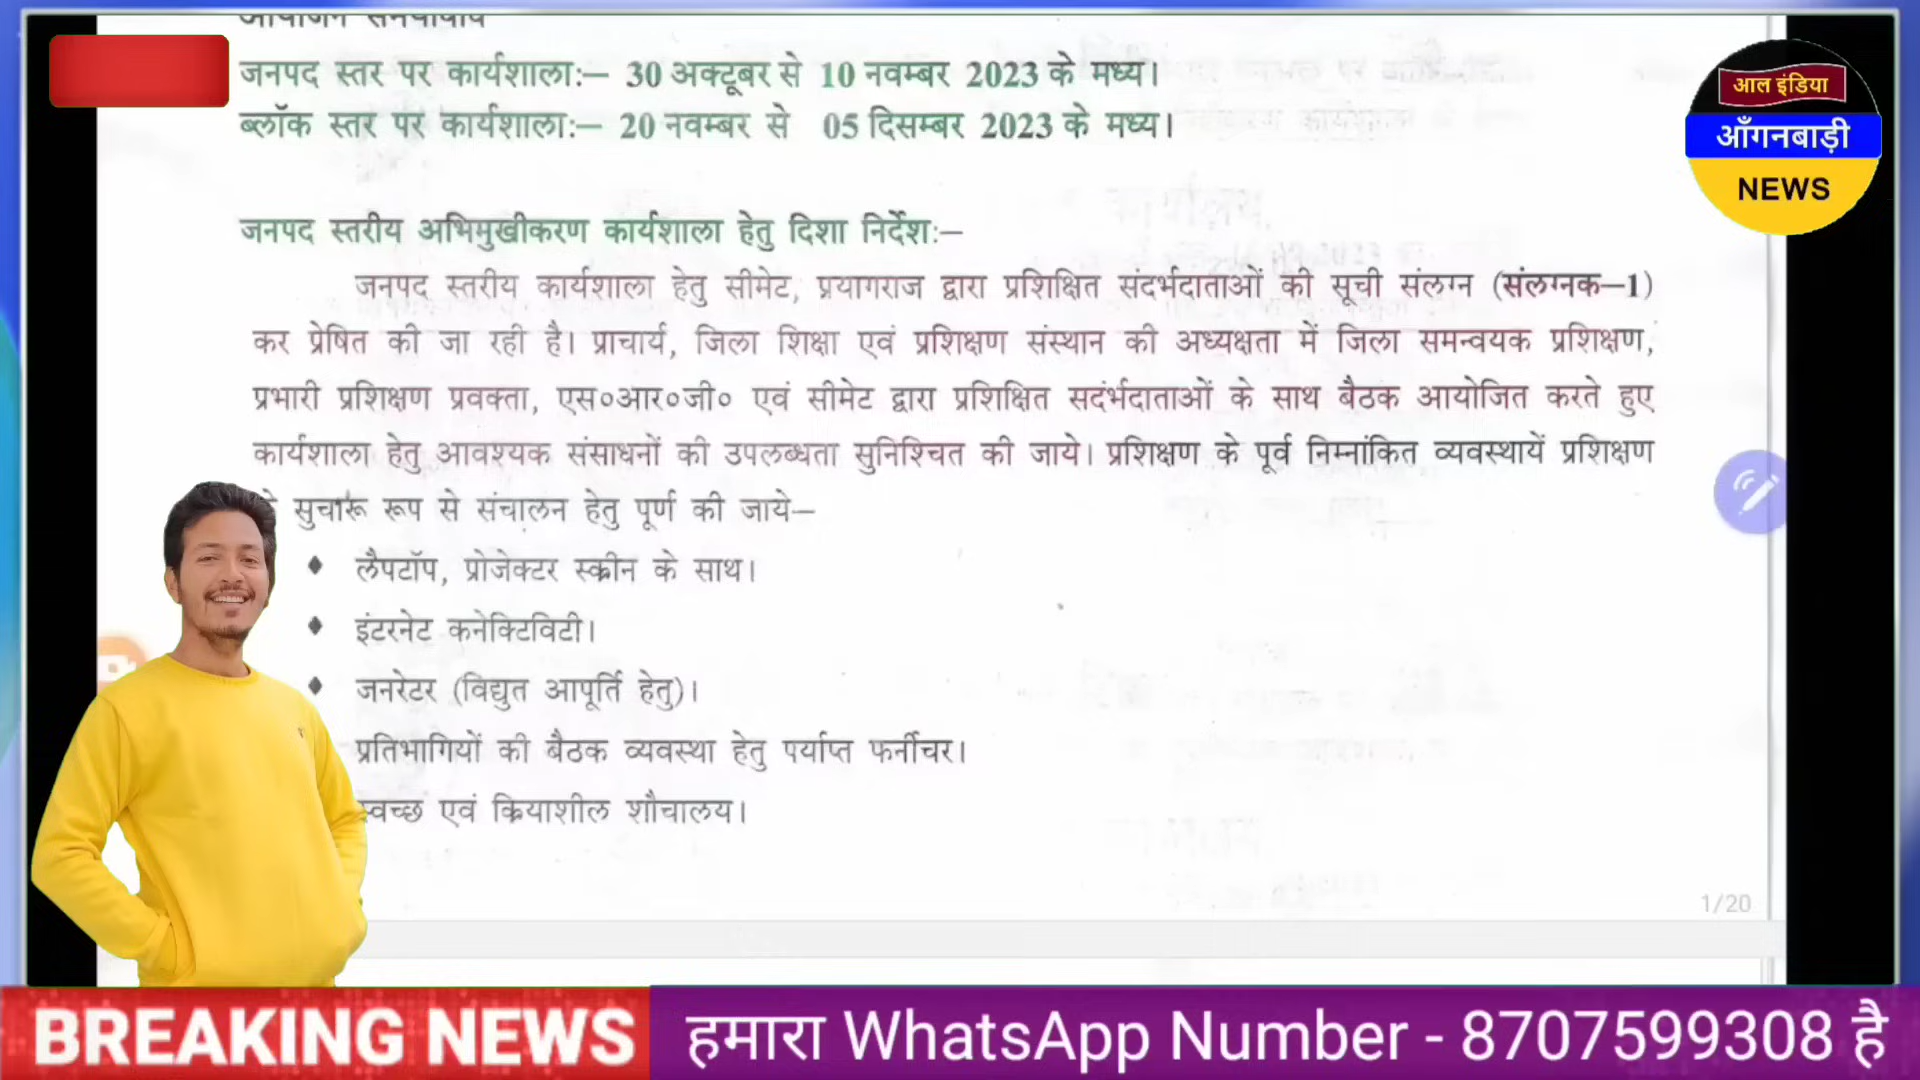 जनपद स्तर पर कार्यशाला:– 30 अक्टूबर से 10 नवम्बर 2023 के मध्य।
ब्लॉक स्तर पर कार्यशाला:– 20 नवम्बर से 05 दिसम्बर 2023 के मध्य।
आल इंडिया
आँगनबाड़ी
NEWS
जनपद स्तरीय अभिमुखीकरण कार्यशाला हेतु दिशा निर्देश:–
जनपद स्तरीय कार्यशाला हेतु सीमेट, प्रयागराज द्वारा प्रशिक्षित संदर्भदाताओं की सूची संलग्न (संलग्नक–1)
कर प्रेषित की जा रही है। प्राचार्य, जिला शिक्षा एवं प्रशिक्षण संस्थान की अध्यक्षता में जिला समन्वयक प्रशिक्षण,
प्रभारी प्रशिक्षण प्रवक्ता, एस०आर०जी० एवं सीमेट द्वारा प्रशिक्षित सदंर्भदाताओं के साथ बैठक आयोजित करते हुए
कार्यशाला हेतु आवश्यक संसाधनों की उपलब्धता सुनिश्चित की जाये। प्रशिक्षण के पूर्व निम्नांकित व्यवस्थायें प्रशिक्षण
सुचारू रूप से संचालन हेतु पूर्ण की जाये–
♦ लैपटॉप, प्रोजेक्टर स्क्रीन के साथ।
♦ इंटरनेट कनेक्टिविटी।
♦ जनरेटर (विद्युत आपूर्ति हेतु)।
प्रतिभागियों की बैठक व्यवस्था हेतु पर्याप्त फर्नीचर।
स्वच्छ एवं क्रियाशील शौचालय।
1/20
BREAKING NEWS
हमारा WhatsApp Number - 8707599308 है